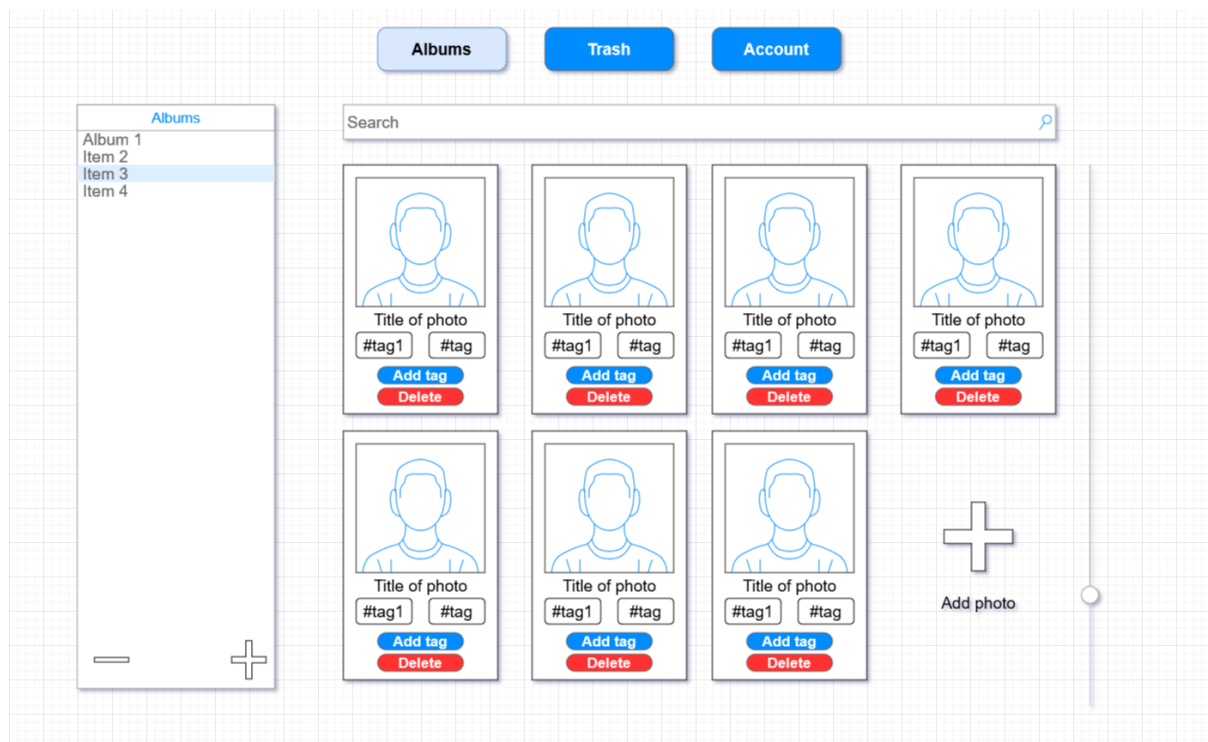 Albums Trash Account
Albums
Album 1
Item 2
Item 3
Item 4
Search
Title of photo Title of photo Title of photo Title of photo
#tag1 #tag #tag1 #tag #tag1 #tag #tag1 #tag
Add tag Add tag Add tag Add tag
Delete Delete Delete Delete
Title of photo Title of photo Title of photo
#tag1 #tag #tag1 #tag #tag1 #tag
Add tag Add tag Add tag
Delete Delete Delete
Add photo